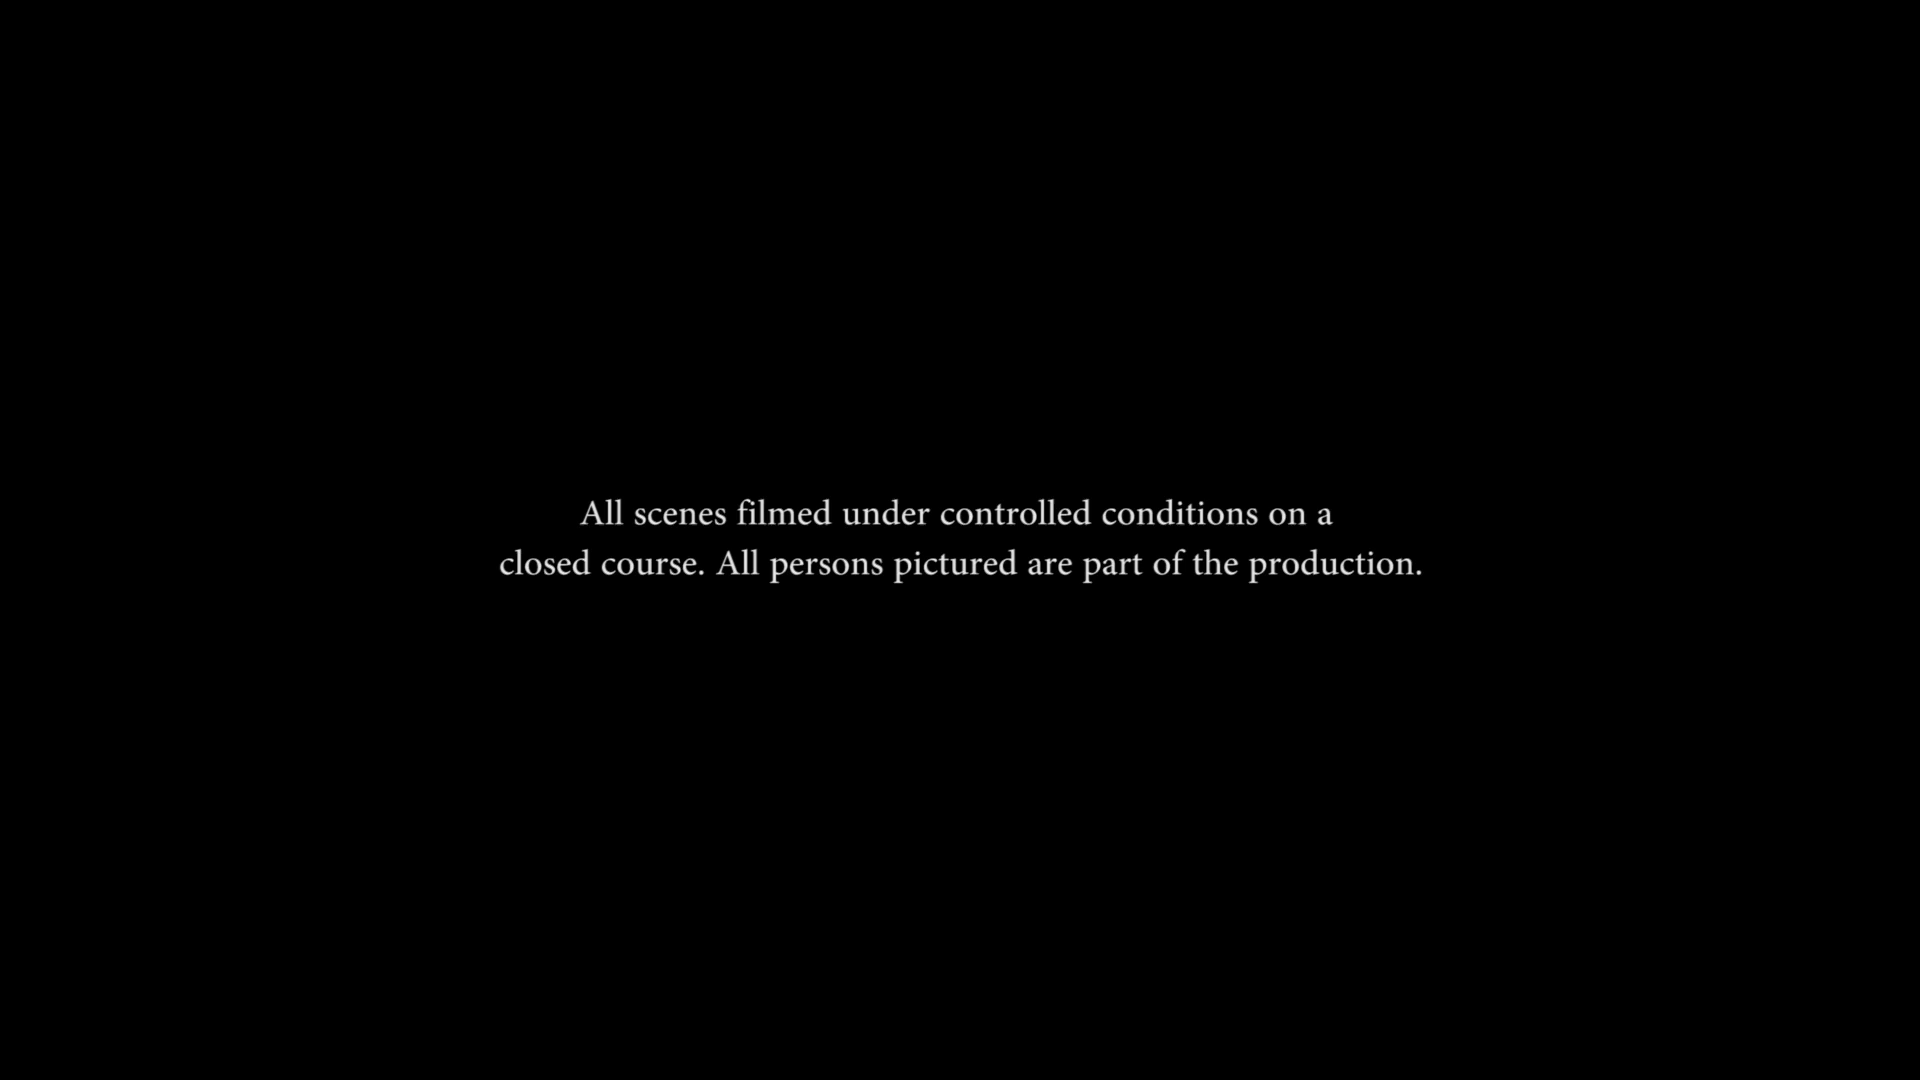 All scenes filmed under controlled conditions on a
closed course. All persons pictured are part of the production.